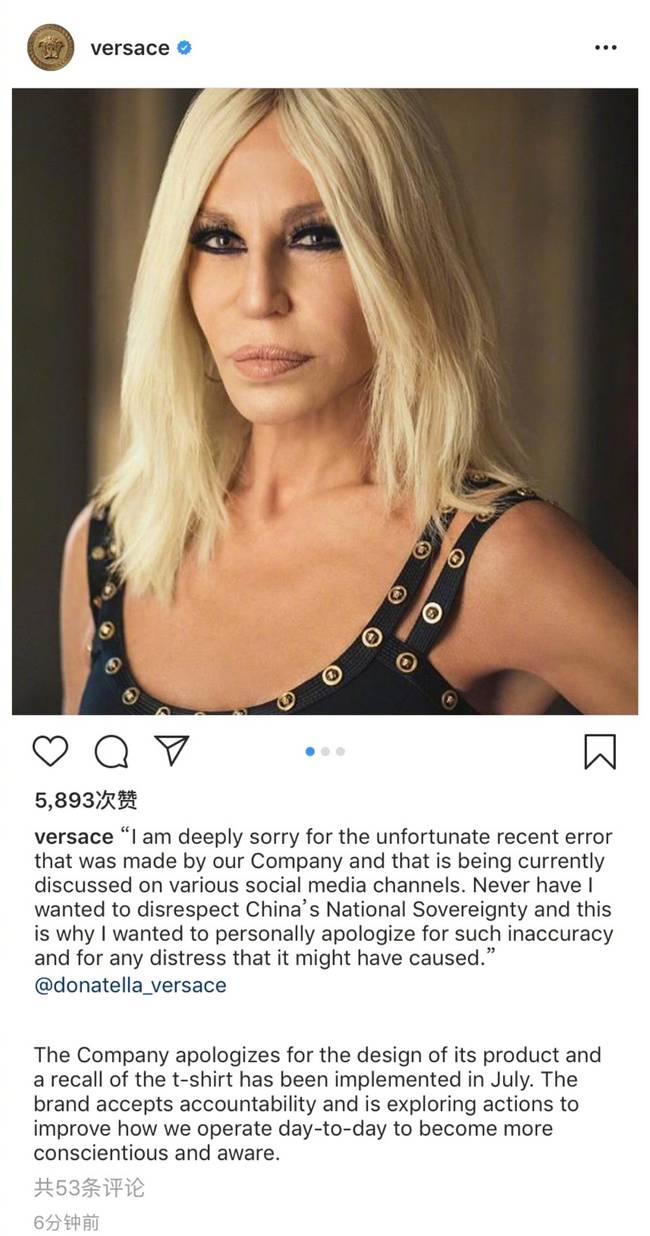 versace
5,893次赞
versace “I am deeply sorry for the unfortunate recent error
that was made by our Company and that is being currently
discussed on various social media channels. Never have I
wanted to disrespect China’s National Sovereignty and this
is why I wanted to personally apologize for such inaccuracy
and for any distress that it might have caused.”
@donatella_versace
The Company apologizes for the design of its product and
a recall of the t-shirt has been implemented in July. The
brand accepts accountability and is exploring actions to
improve how we operate day-to-day to become more
conscientious and aware.
共53条评论
6分钟前